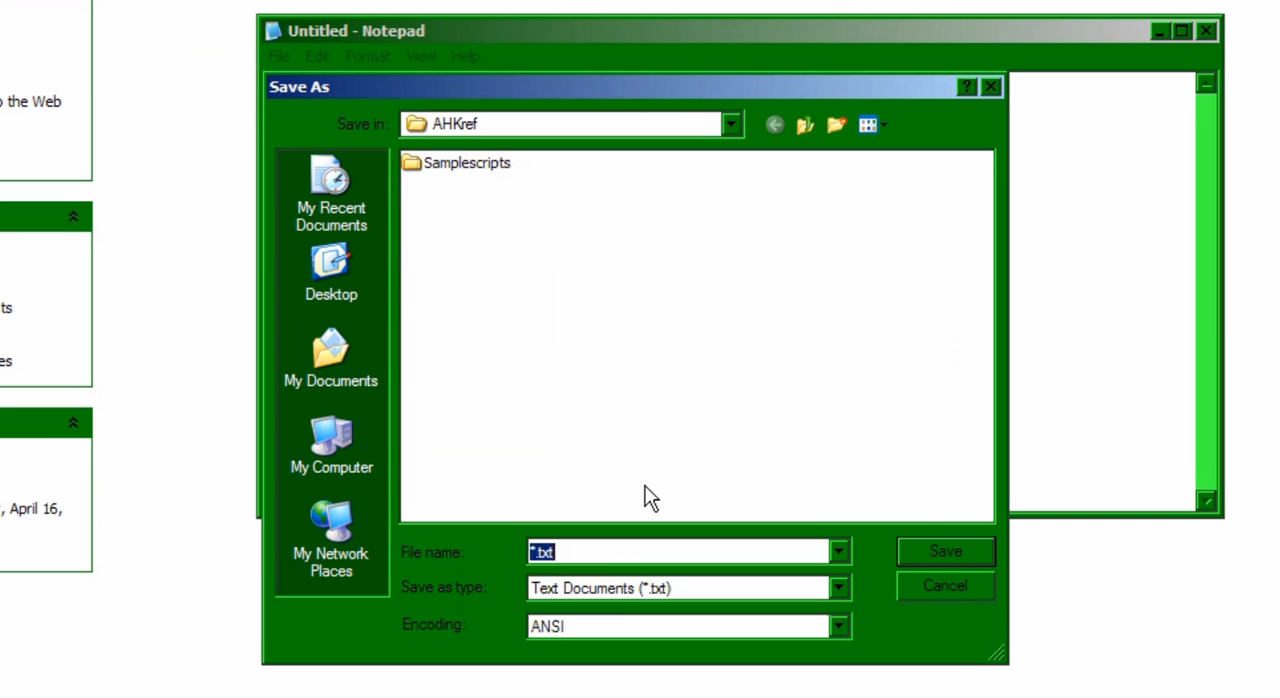 o the Web
ts
es
, April 16,
Untitled - Notepad
File Edit Format View Help
Save As
Save in: AHKref
Samplescripts
My Recent
Documents
Desktop
My Documents
My Computer
My Network
Places
File name: *.txt
Save
Save as type: Text Documents (*.txt)
Cancel
Encoding: ANSI